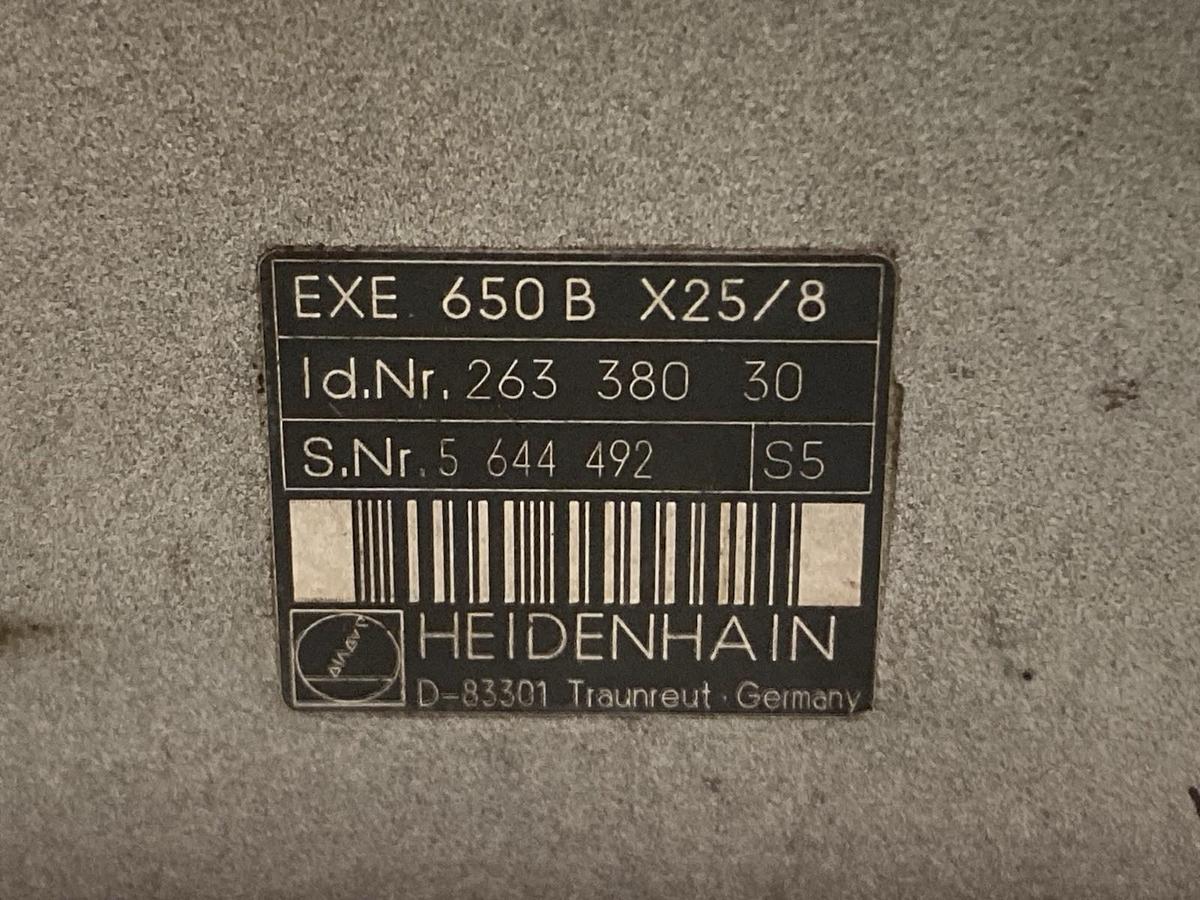 EXE 650 B X25/8
Id.Nr. 263 380 30
S.Nr. 5 644 492 S5
HEIDENHAIN
D-83301 Traunreut · Germany